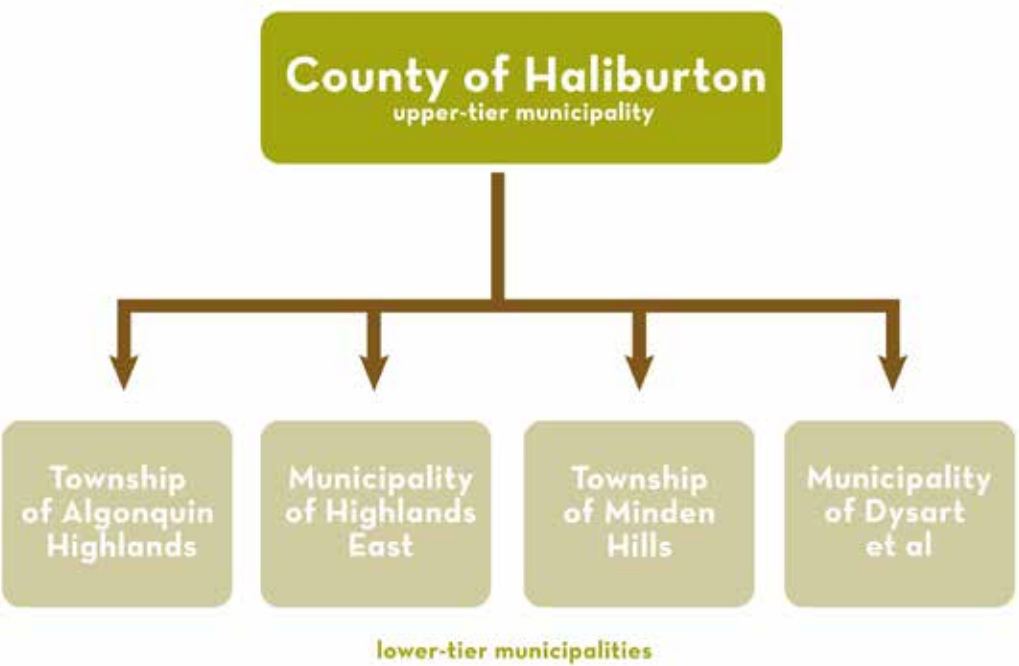 County of Haliburton
upper-tier municipality
Township
of Algonquin
Highlands
Municipality
of Highlands
East
Township
of Minden
Hills
Municipality
of Dysart
et al
lower-tier municipalities